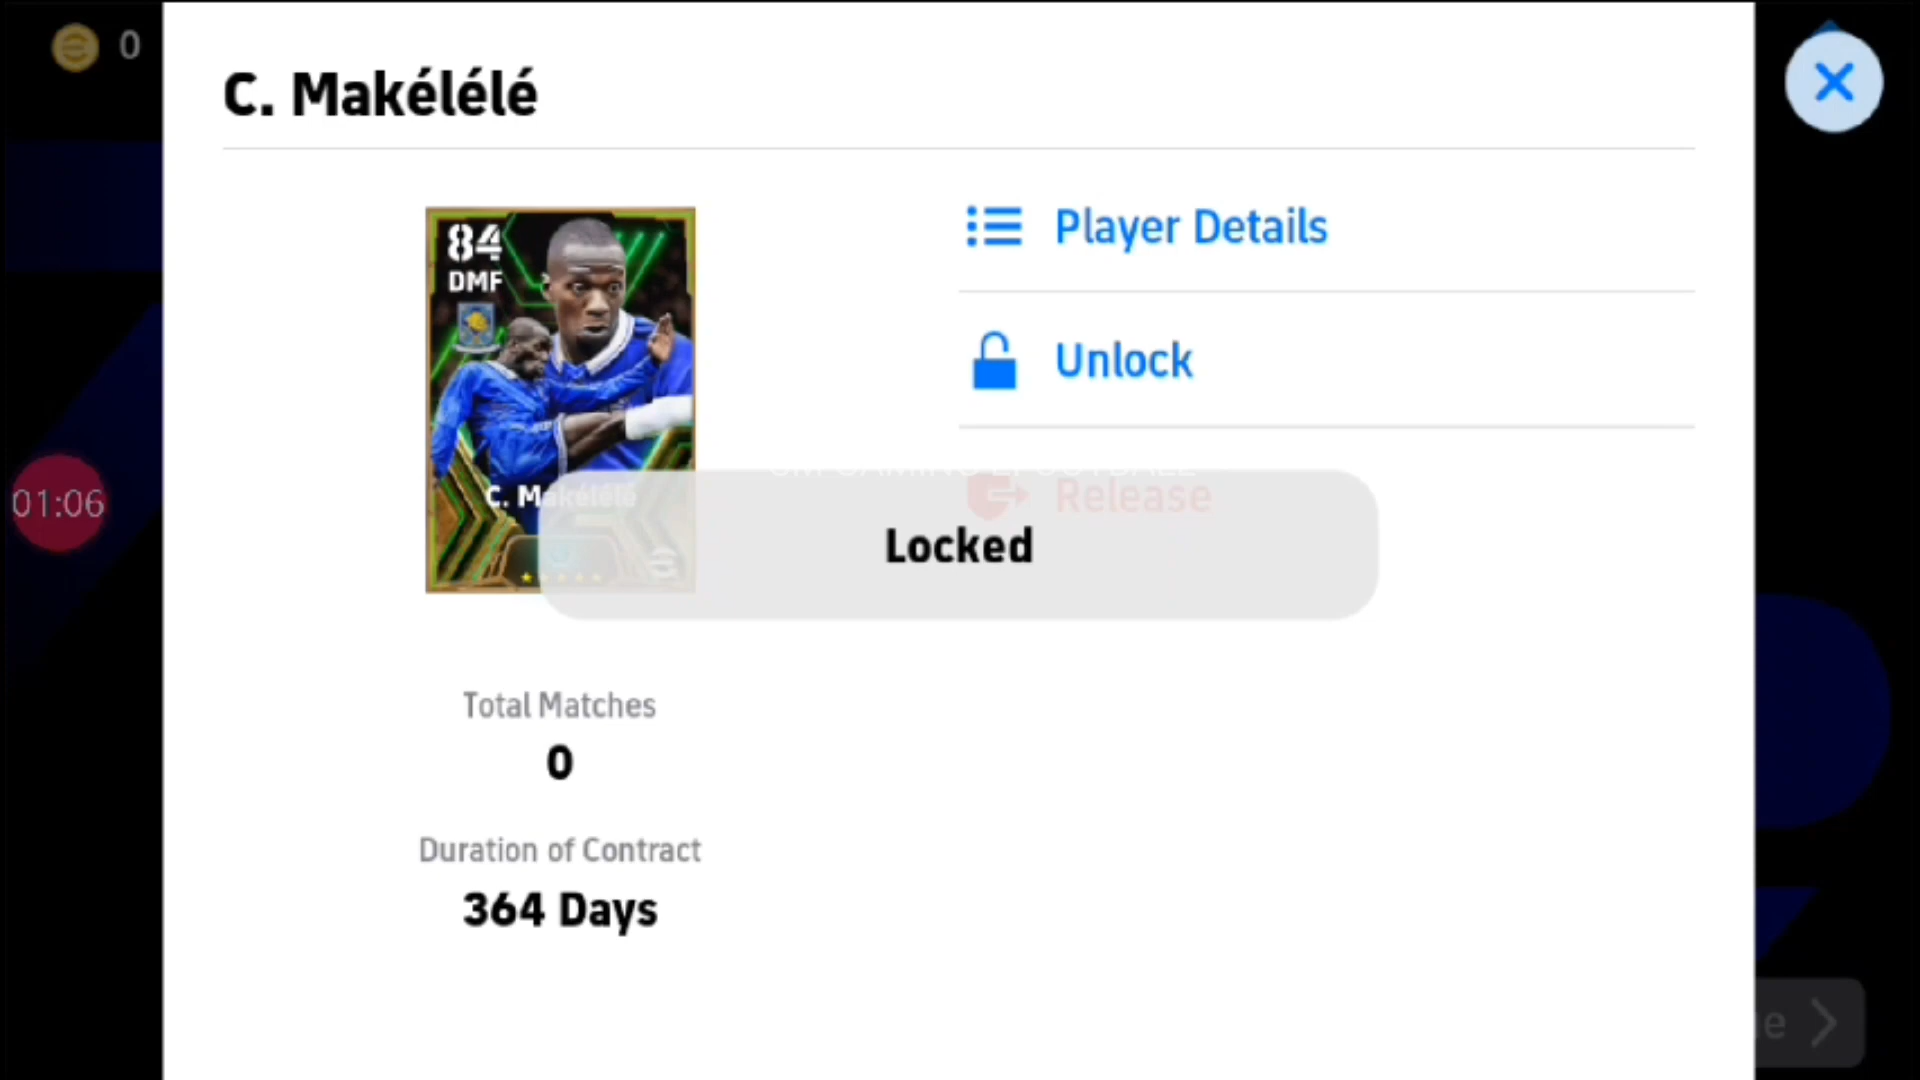 0
C. Makélélé
84
DMF
C. Makélélé
Player Details
Unlock
Release
Locked
01:06
Total Matches
0
Duration of Contract
364 Days